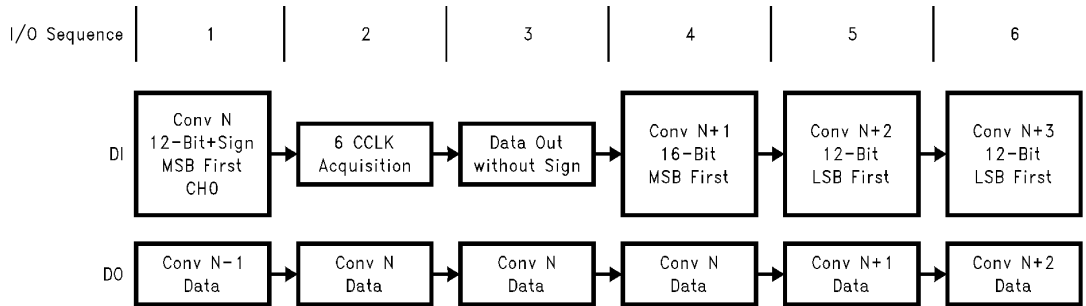 I/O Sequence 1 2 3 4 5 6
DI
Conv N
12-Bit+Sign
MSB First
CH0
6 CCLK
Acquisition
Data Out
without Sign
Conv N+1
16-Bit
MSB First
Conv N+2
12-Bit
LSB First
Conv N+3
12-Bit
LSB First
DO
Conv N-1
Data
Conv N
Data
Conv N
Data
Conv N
Data
Conv N+1
Data
Conv N+2
Data